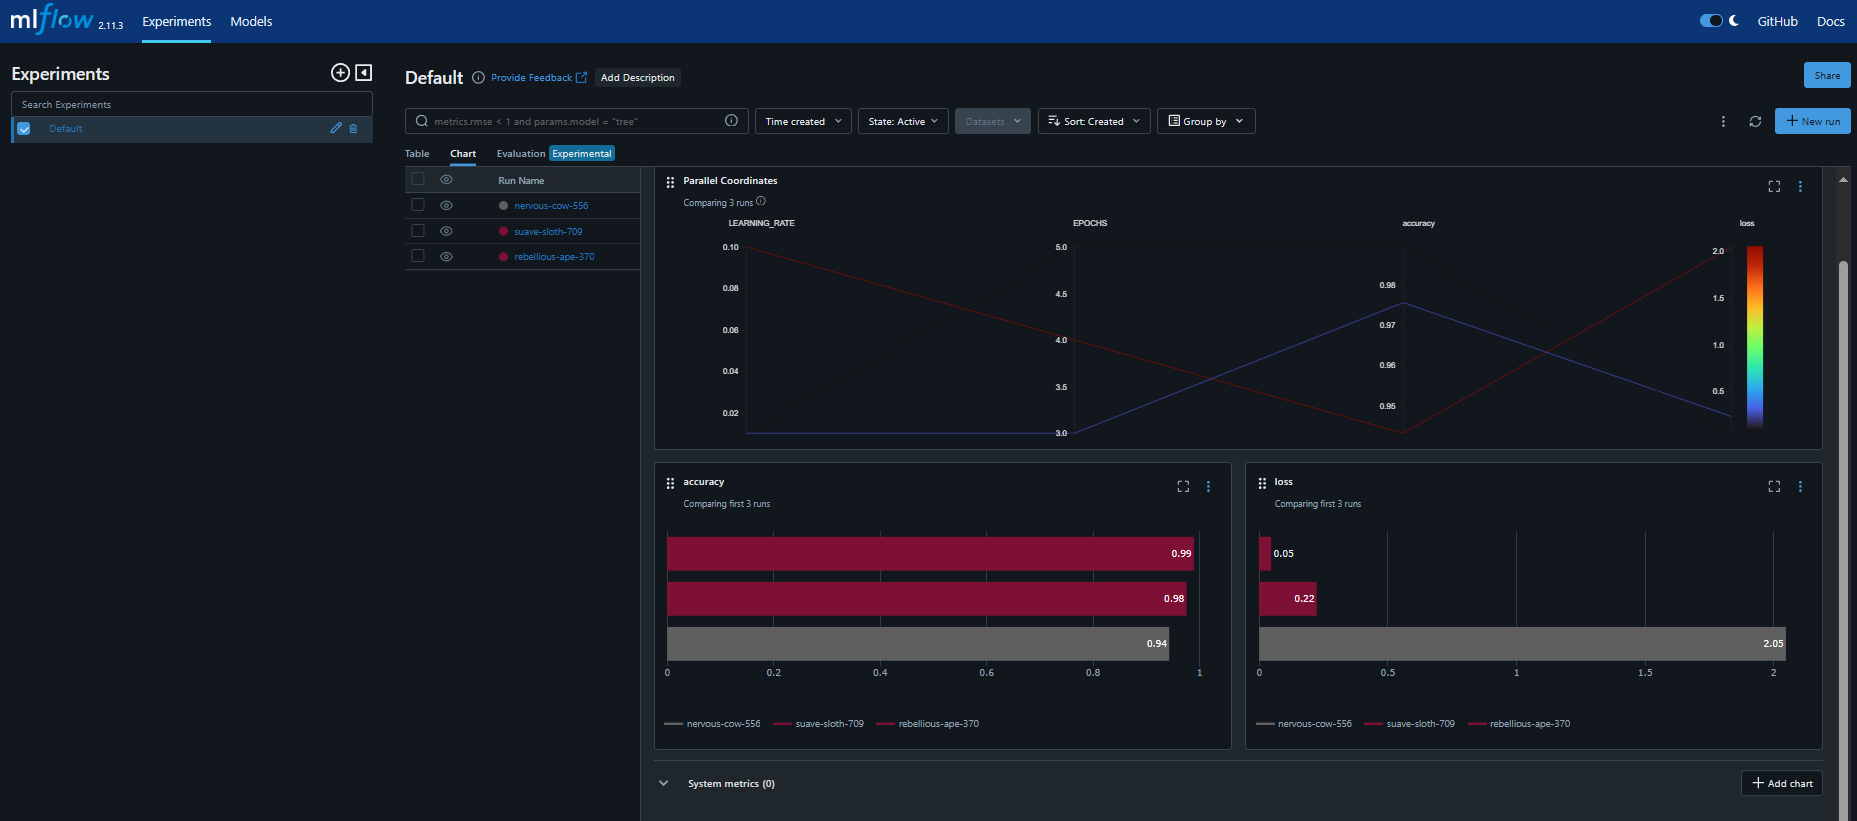 mlflow 2.11.3 Experiments Models GitHub Docs
Experiments
Search Experiments
Default
Default Provide Feedback Add Description Share
metrics.rmse < 1 and params.model = "tree" Time created State: Active Datasets Sort: Created Group by New run
Table Chart Evaluation Experimental
Run Name
nervous-cow-556
suave-sloth-709
rebellious-ape-370
Parallel Coordinates
Comparing 3 runs
LEARNING_RATE EPOCHS accuracy loss
0.10
0.08
0.06
0.04
0.02
5.0
4.5
4.0
3.5
3.0
0.98
0.97
0.96
0.95
2.0
1.5
1.0
0.5
accuracy
Comparing first 3 runs
0.99
0.98
0.94
0 0.2 0.4 0.6 0.8 1
nervous-cow-556 suave-sloth-709 rebellious-ape-370
loss
Comparing first 3 runs
0.05
0.22
2.05
0 0.5 1 1.5 2
nervous-cow-556 suave-sloth-709 rebellious-ape-370
System metrics (0) Add chart